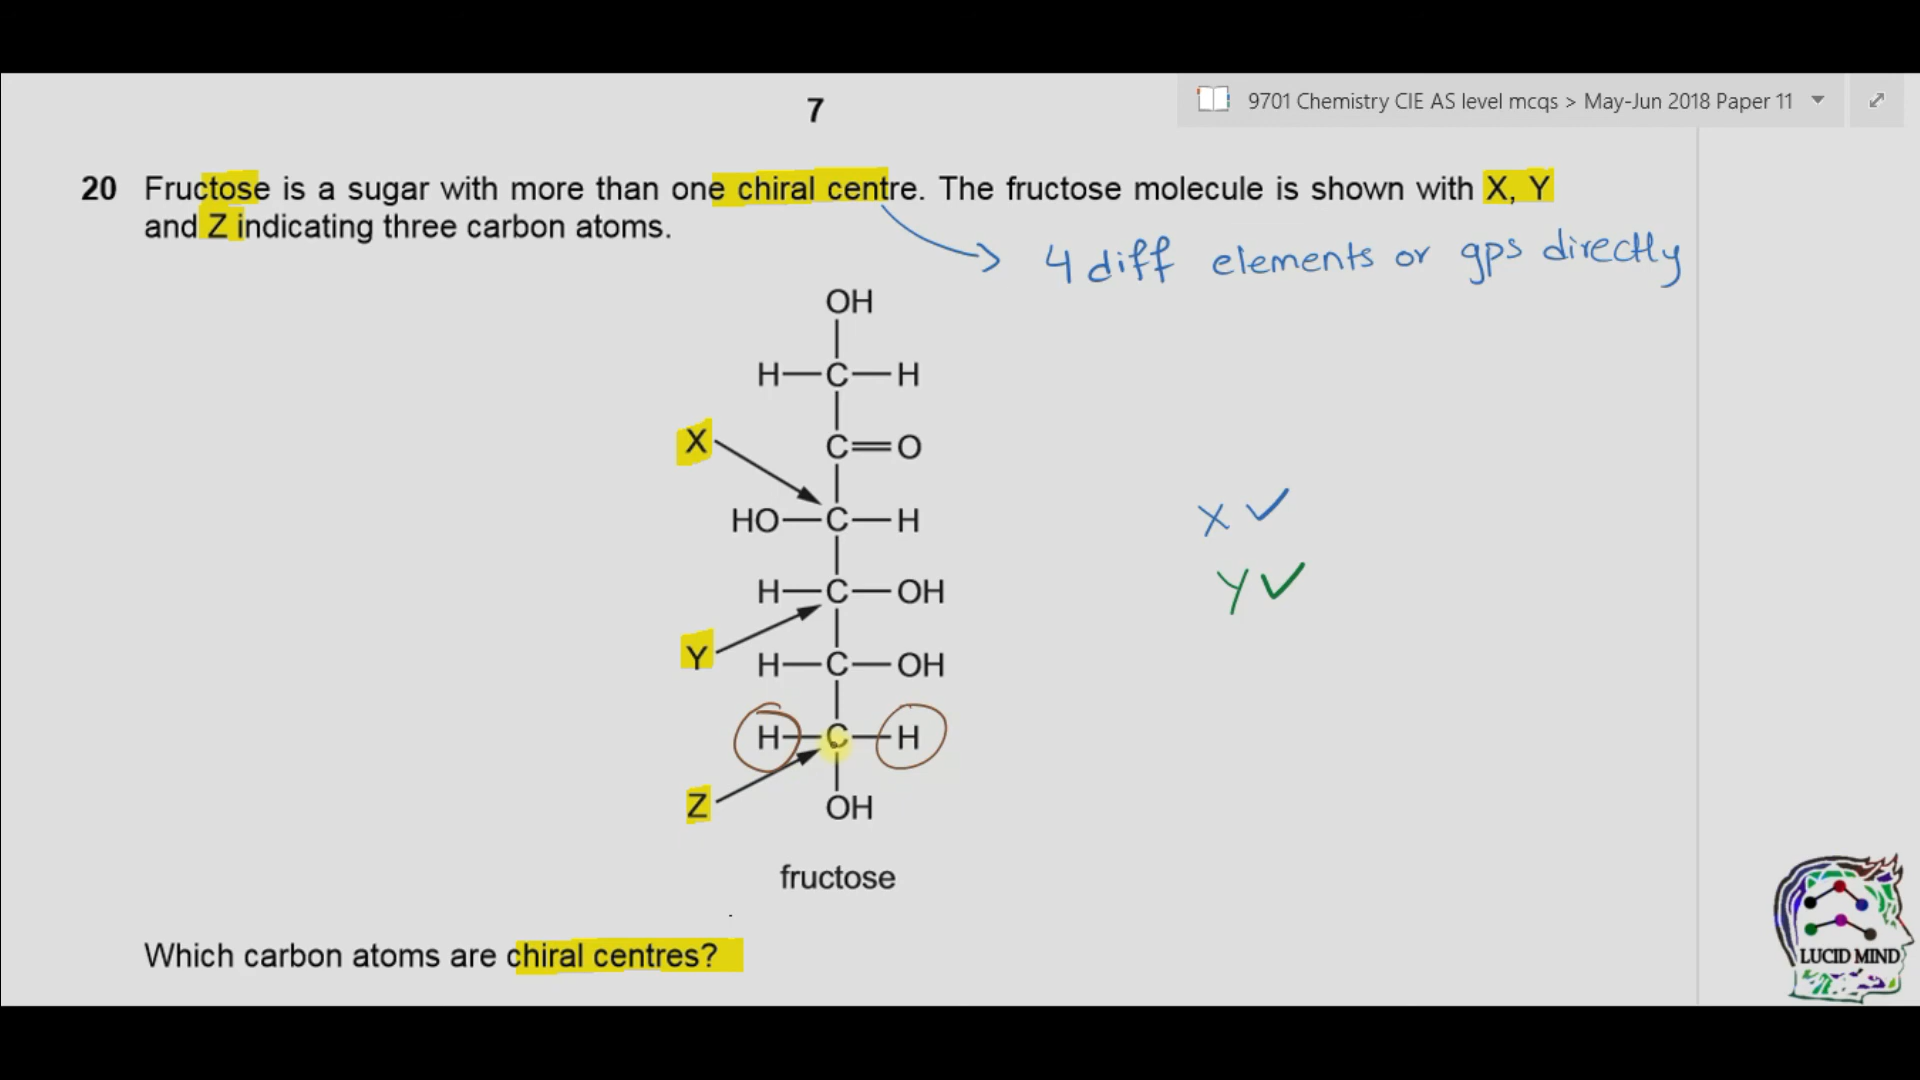 7
9701 Chemistry CIE AS level mcqs > May-Jun 2018 Paper 11
20 Fructose is a sugar with more than one chiral centre. The fructose molecule is shown with X, Y
and Z indicating three carbon atoms.
4 diff elements or gps directly
OH
H—C—H
X
C=O
HO—C—H
X ✓
H—C—OH
Y ✓
Y
H—C—OH
H—C—H
Z
OH
fructose
Which carbon atoms are chiral centres?
LUCID MIND